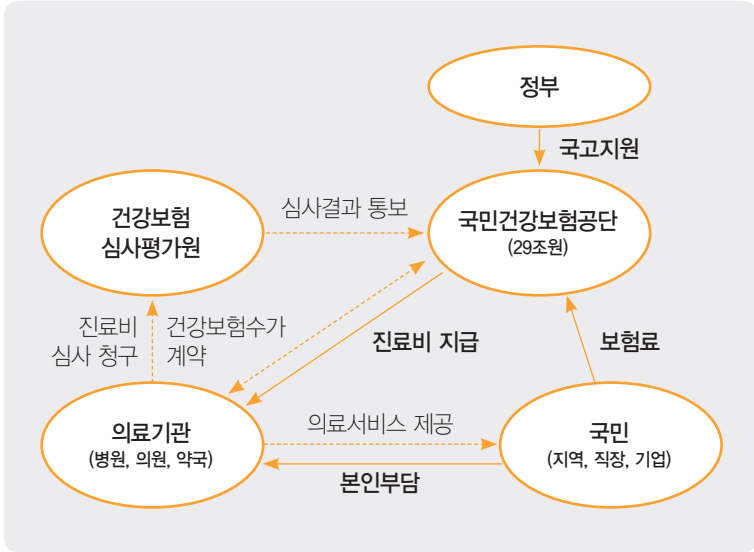 정부
국고지원
건강보험
심사평가원
심사결과 통보
국민건강보험공단
(29조원)
진료비
심사 청구
건강보험수가
계약
진료비 지급
보험료
의료기관
(병원, 의원, 약국)
의료서비스 제공
국민
(지역, 직장, 기업)
본인부담